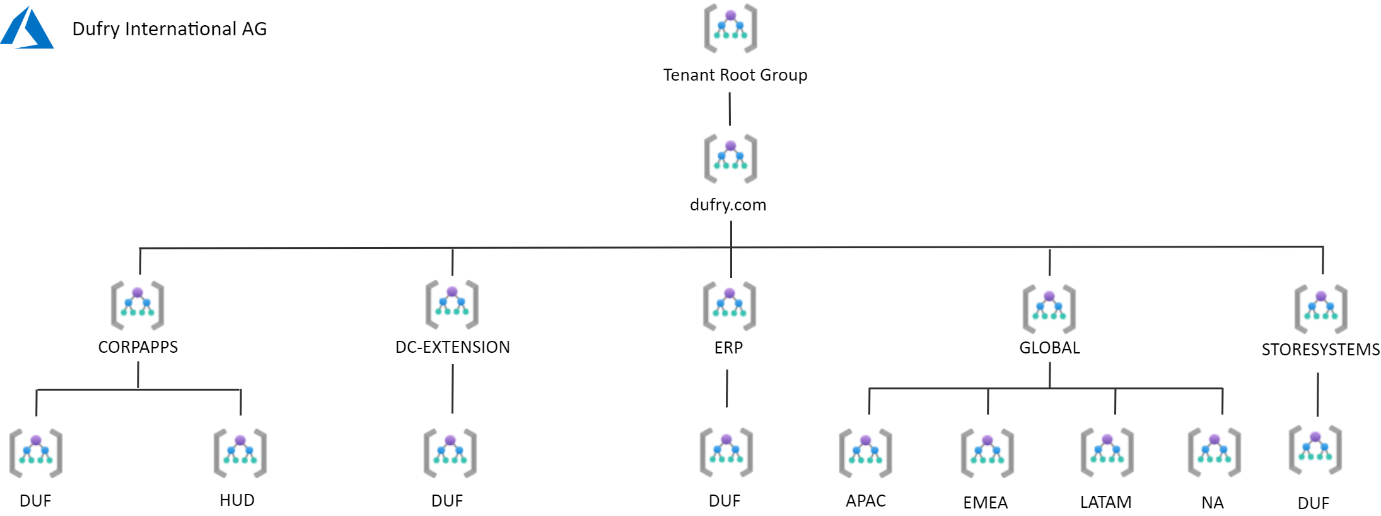 Dufry International AG
Tenant Root Group
dufry.com
CORPAPPS
DC-EXTENSION
ERP
GLOBAL
STORESYSTEMS
DUF
HUD
DUF
DUF
APAC
EMEA
LATAM
NA
DUF